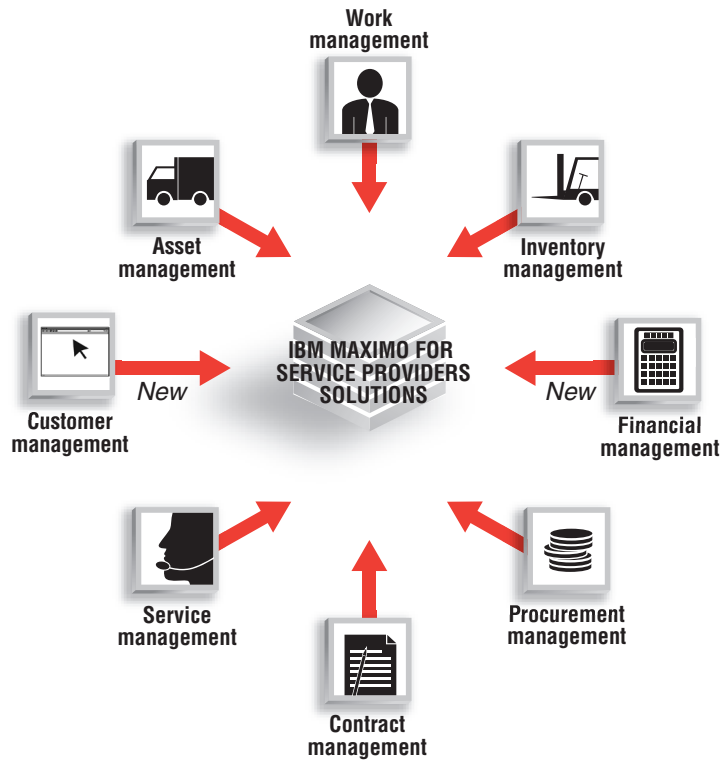 Work
management
Asset
management
Inventory
management
IBM MAXIMO FOR
SERVICE PROVIDERS
SOLUTIONS
New
New
Customer
management
Financial
management
Service
management
Procurement
management
Contract
management